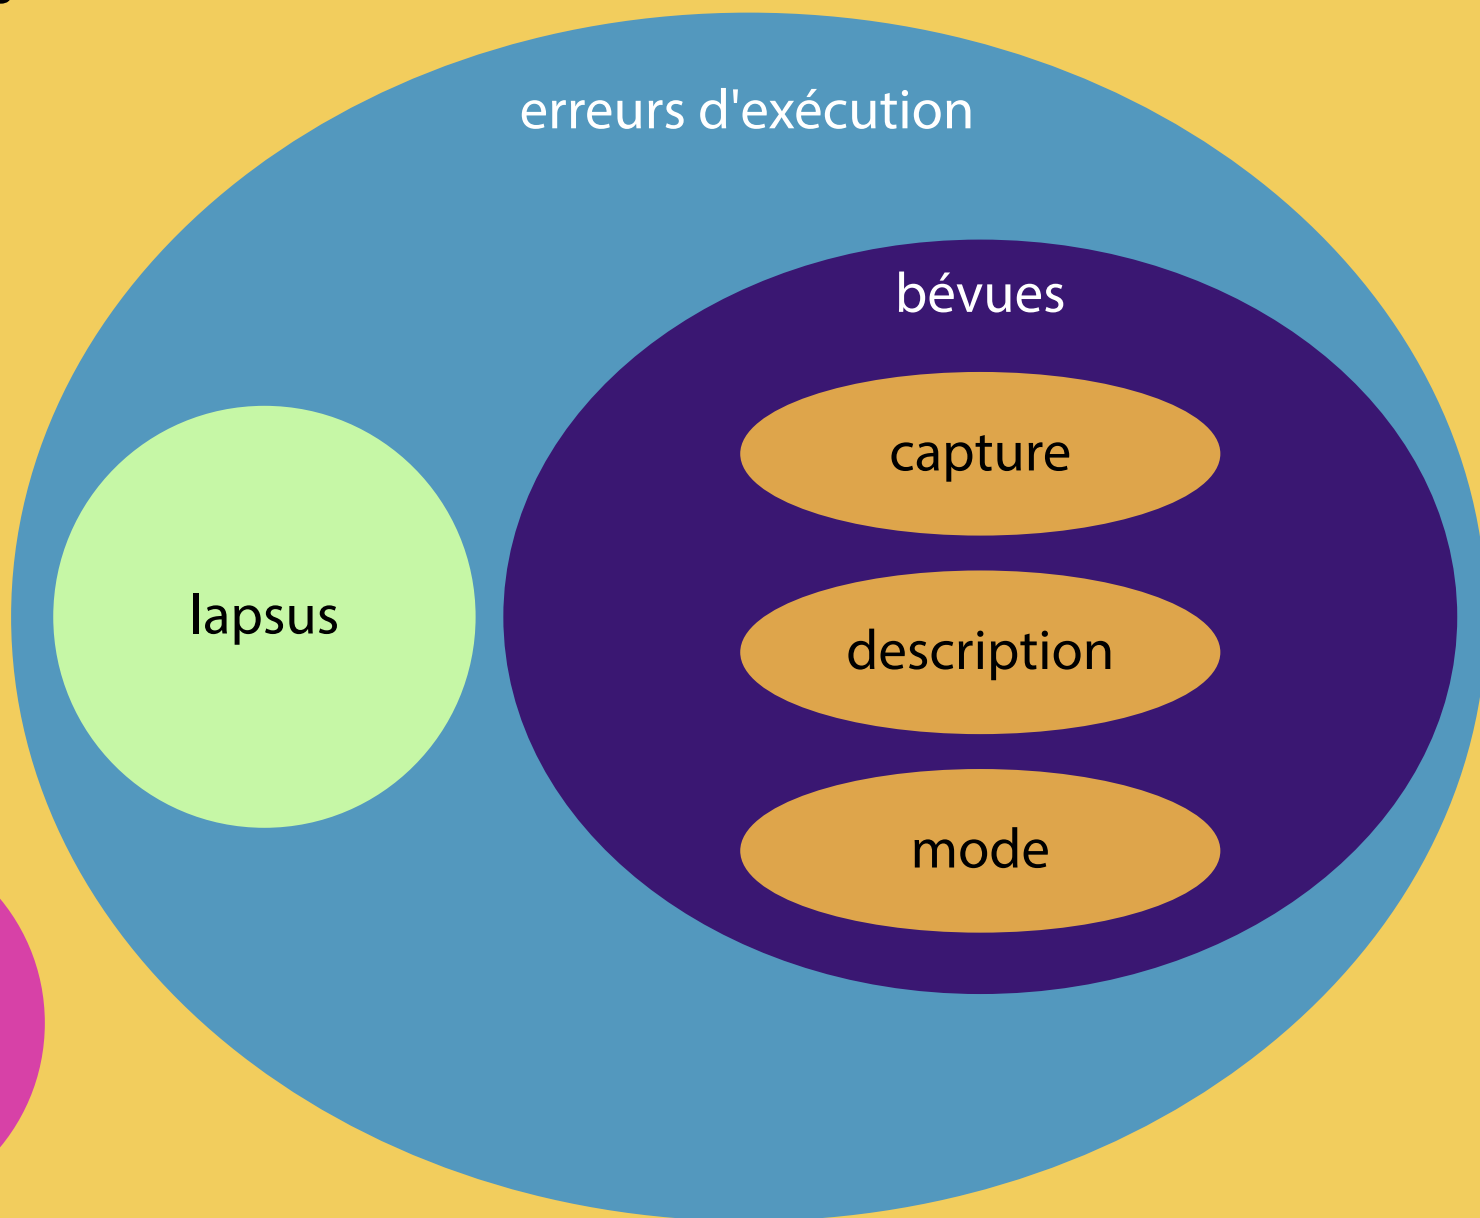 erreurs d'exécution
bévues
capture
lapsus
description
mode